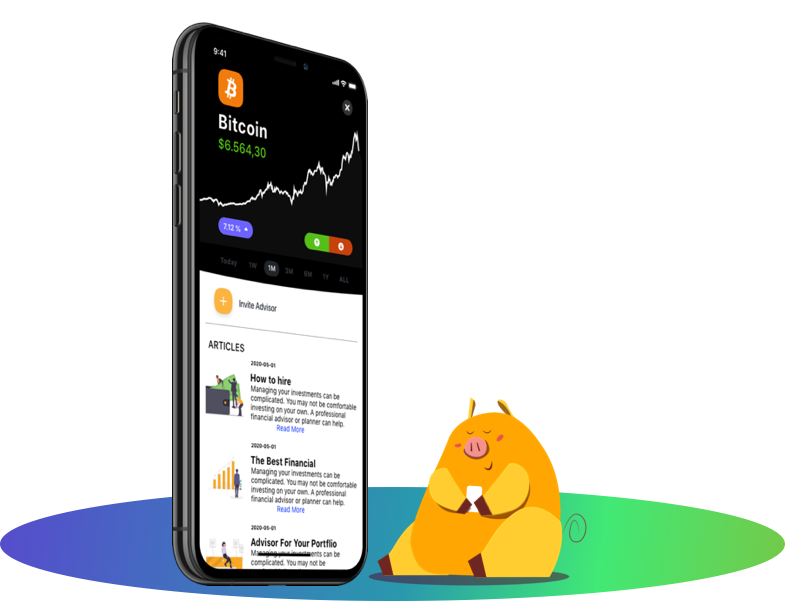 9:41
Bitcoin
$6.564,30
7.12 %
Today 1W 1M 3M 6M 1Y ALL
Invite Advisor
ARTICLES
2020-05-01
How to hire
Managing your investments can be
complicated. You may not be comfortable
investing on your own. A professional
financial advisor or planner can help.
Read More
2020-05-01
The Best Financial
Managing your investments can be
complicated. You may not be comfortable
investing on your own. A professional
financial advisor or planner can help.
Read More
2020-05-01
Advisor For Your Portflio
Managing your investments can be
complicated. You may not be